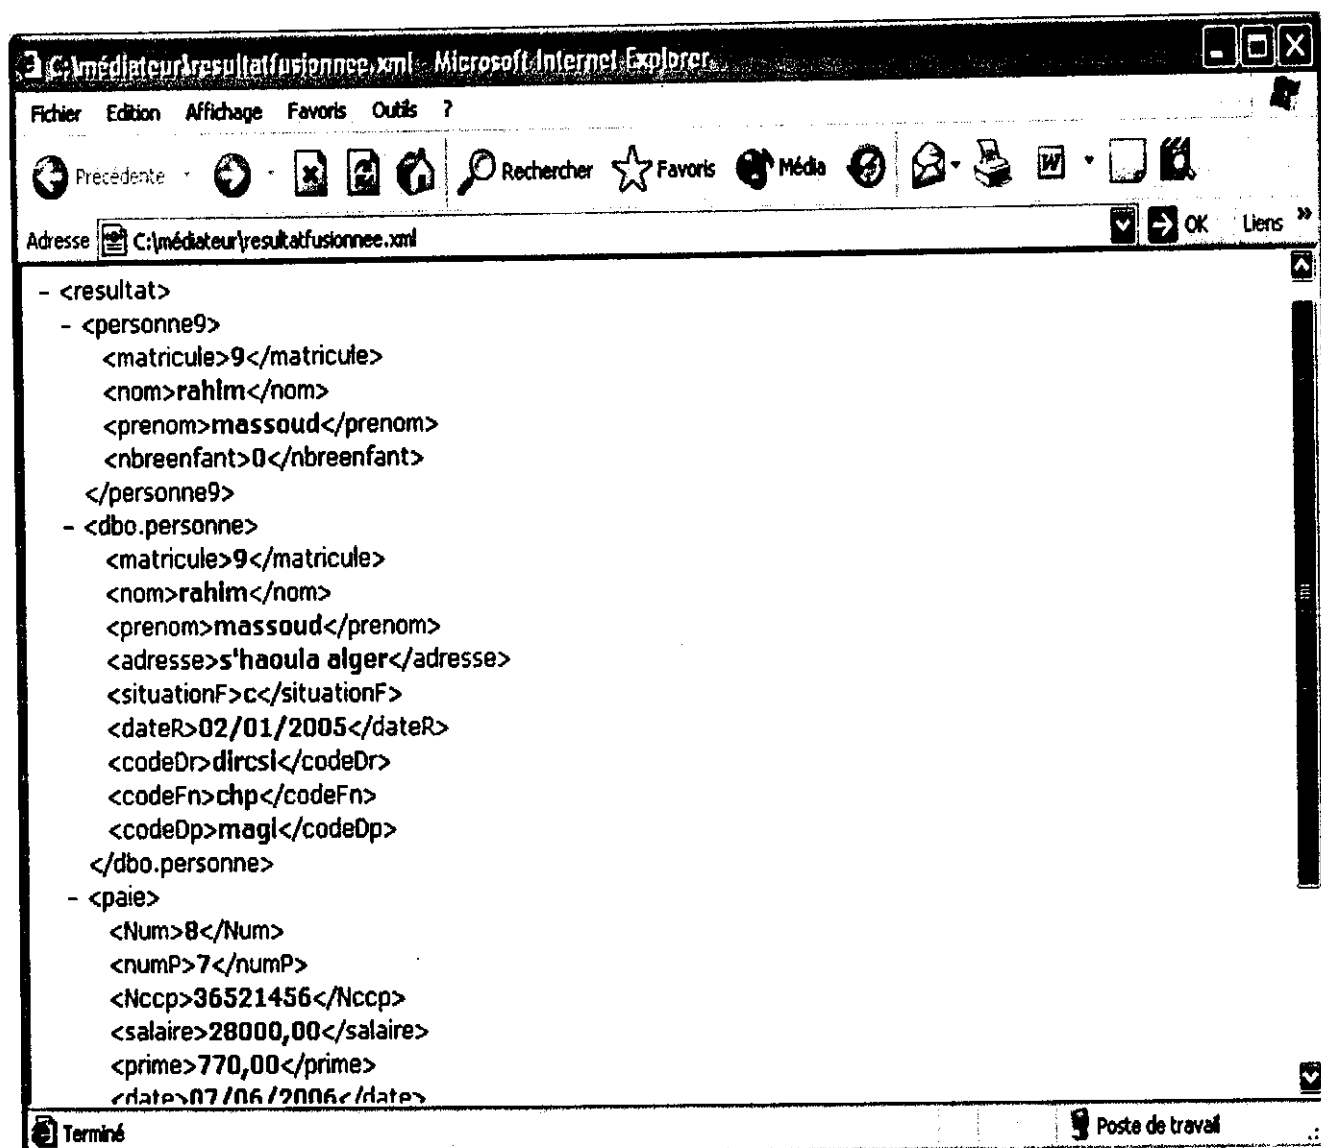 C:\médiateur\resultatfusionnee.xml - Microsoft Internet Explorer
Fichier Edition Affichage Favoris Outils ?
Précédente Rechercher Favoris Média
Adresse C:\médiateur\resultatfusionnee.xml OK Liens »
- <resultat>
- <personne9>
<matricule>9</matricule>
<nom>rahim</nom>
<prenom>massoud</prenom>
<nbreenfant>0</nbreenfant>
</personne9>
- <dbo.personne>
<matricule>9</matricule>
<nom>rahim</nom>
<prenom>massoud</prenom>
<adresse>s'haoula alger</adresse>
<situationF>c</situationF>
<dateR>02/01/2005</dateR>
<codeDr>dircsi</codeDr>
<codeFn>chp</codeFn>
<codeDp>magi</codeDp>
</dbo.personne>
- <paie>
<Num>8</Num>
<numP>7</numP>
<Nccp>36521456</Nccp>
<salaire>28000,00</salaire>
<prime>770,00</prime>
<date>07/06/2006</date>
Terminé Poste de travail